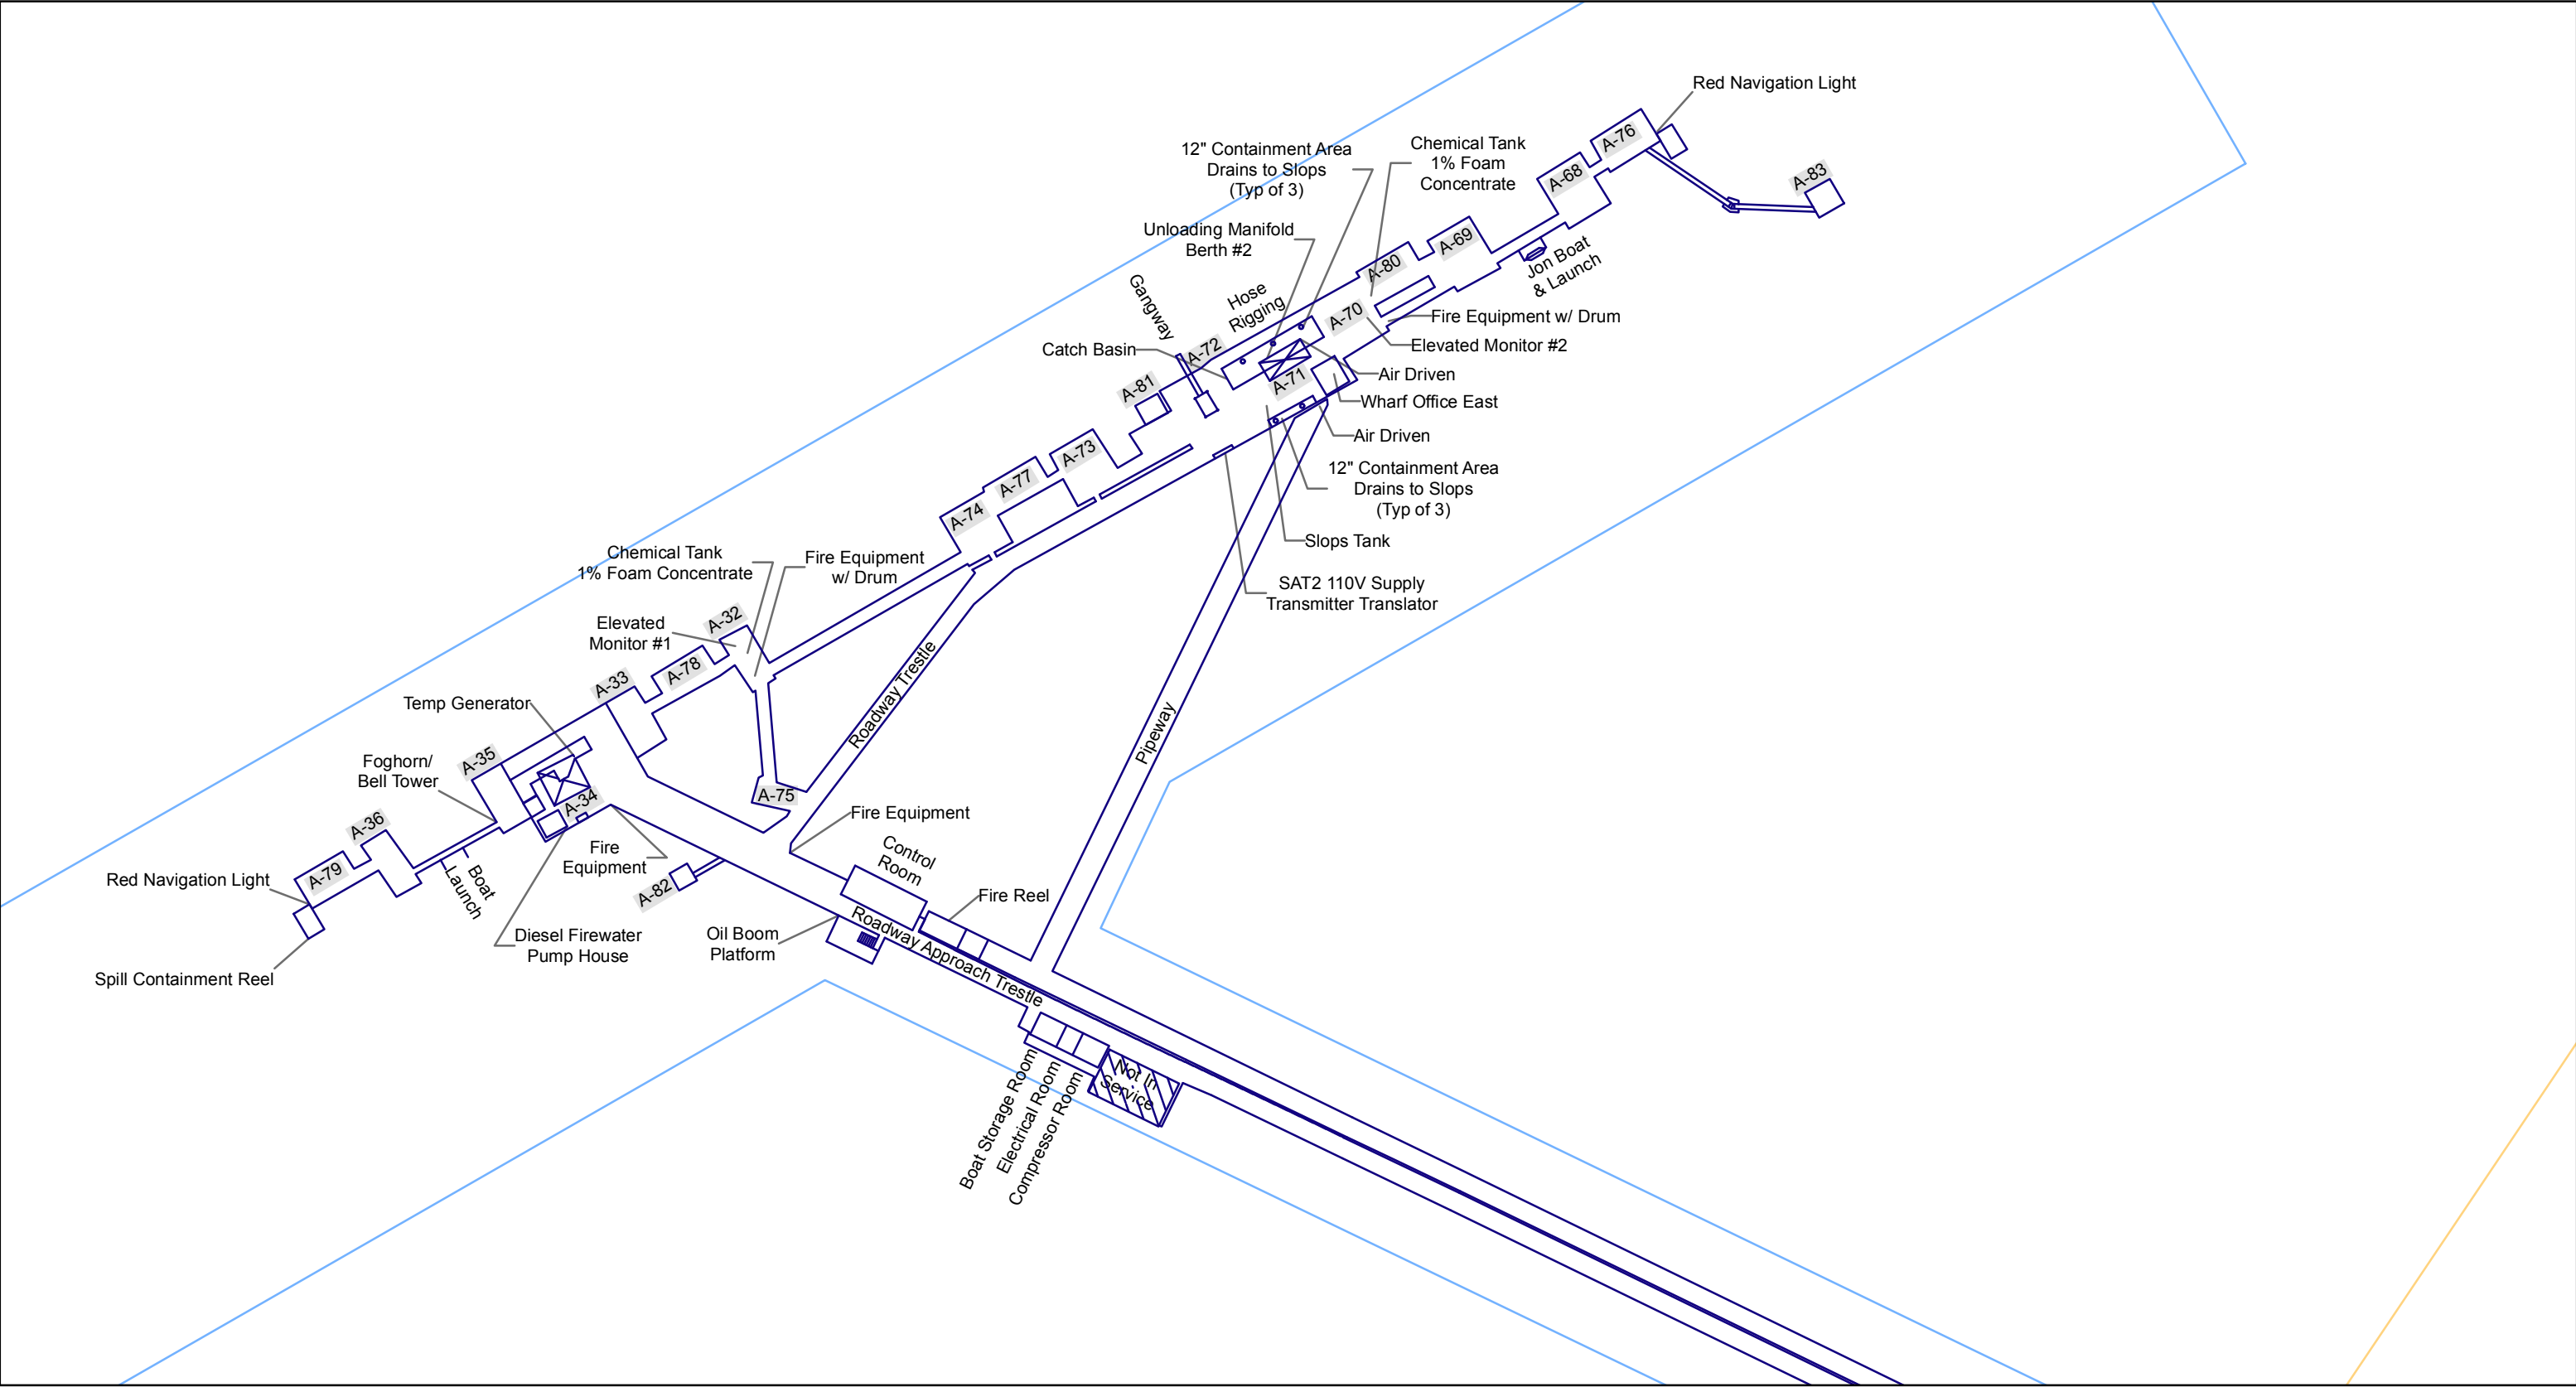 Red Navigation Light
A-76
A-68
A-83
12" Containment Area
Drains to Slops
(Typ of 3)
Chemical Tank
1% Foam
Concentrate
Unloading Manifold
Berth #2
A-69
A-80
Jon Boat
& Launch
Gangway
Hose
Rigging
A-70
Fire Equipment w/ Drum
Elevated Monitor #2
Catch Basin
A-72
A-81
A-71
Air Driven
Wharf Office East
Air Driven
12" Containment Area
Drains to Slops
(Typ of 3)
Slops Tank
SAT2 110V Supply
Transmitter Translator
A-73
A-77
A-74
Chemical Tank
1% Foam Concentrate
Fire Equipment
w/ Drum
Elevated
Monitor #1
A-32
A-78
A-33
Roadway Trestle
Pipeway
Temp Generator
Foghorn/
Bell Tower
A-35
A-34
A-75
A-36
A-79
Red Navigation Light
Spill Containment Reel
Boat
Launch
Diesel Firewater
Pump House
Fire
Equipment
A-82
Fire Equipment
Control
Room
Fire Reel
Oil Boom
Platform
Roadway Approach Trestle
Boat Storage Room
Electrical Room
Compressor Room
Not In
Service